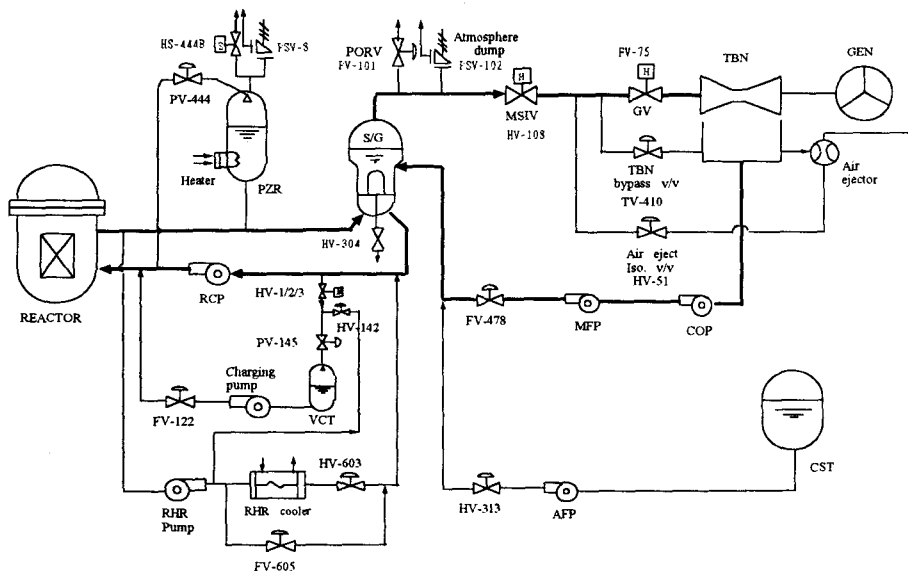 HS-444B
S
PSV-8
PORV
PV-101
Atmosphere
dump
PSV-102
FV-75
TBN
GEN
PV-444
H
H
MSIV
HV-108
GV
S/G
Heater
PZR
TBN
bypass v/v
TV-410
Air
ejector
HV-304
Air eject
Iso. v/v
HV-51
REACTOR
RCP
HV-1/2/3
HV-142
FV-478
MFP
COP
PV-145
Charging
pump
FV-122
VCT
HV-603
CST
RHR
Pump
RHR cooler
HV-313
AFP
FV-605